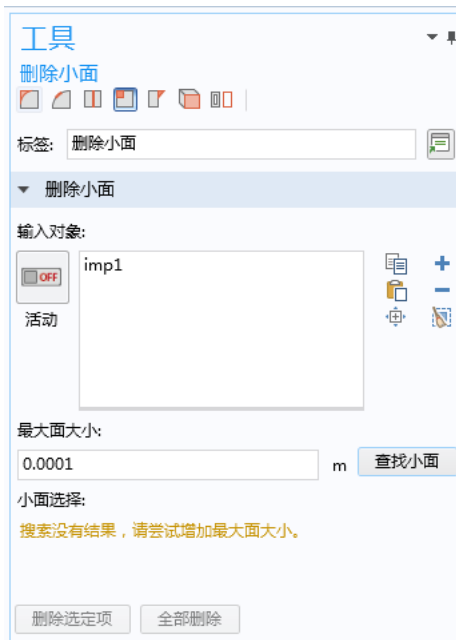 工具
删除小面
标签: 删除小面
删除小面
输入对象:
OFF
imp1
活动
最大面大小:
0.0001 m 查找小面
小面选择:
搜索没有结果，请尝试增加最大面大小。
删除选定项 全部删除